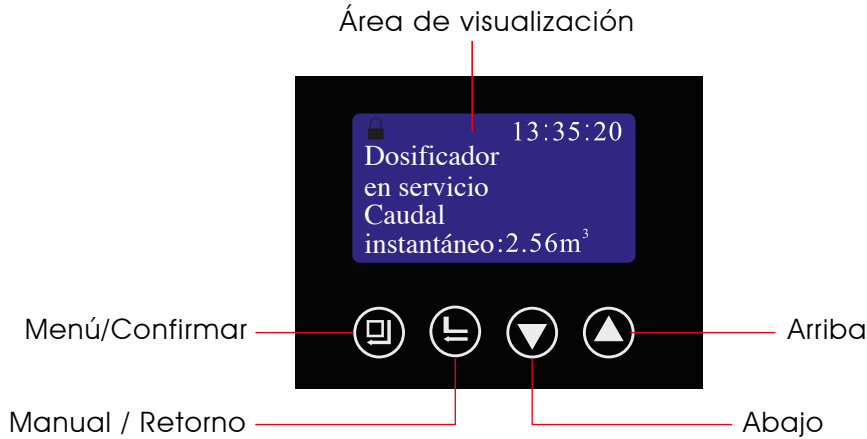 Área de visualización
13:35:20
Dosificador
en servicio
Caudal
instantáneo:2.56m³
Menú/Confirmar
Arriba
Manual / Retorno
Abajo